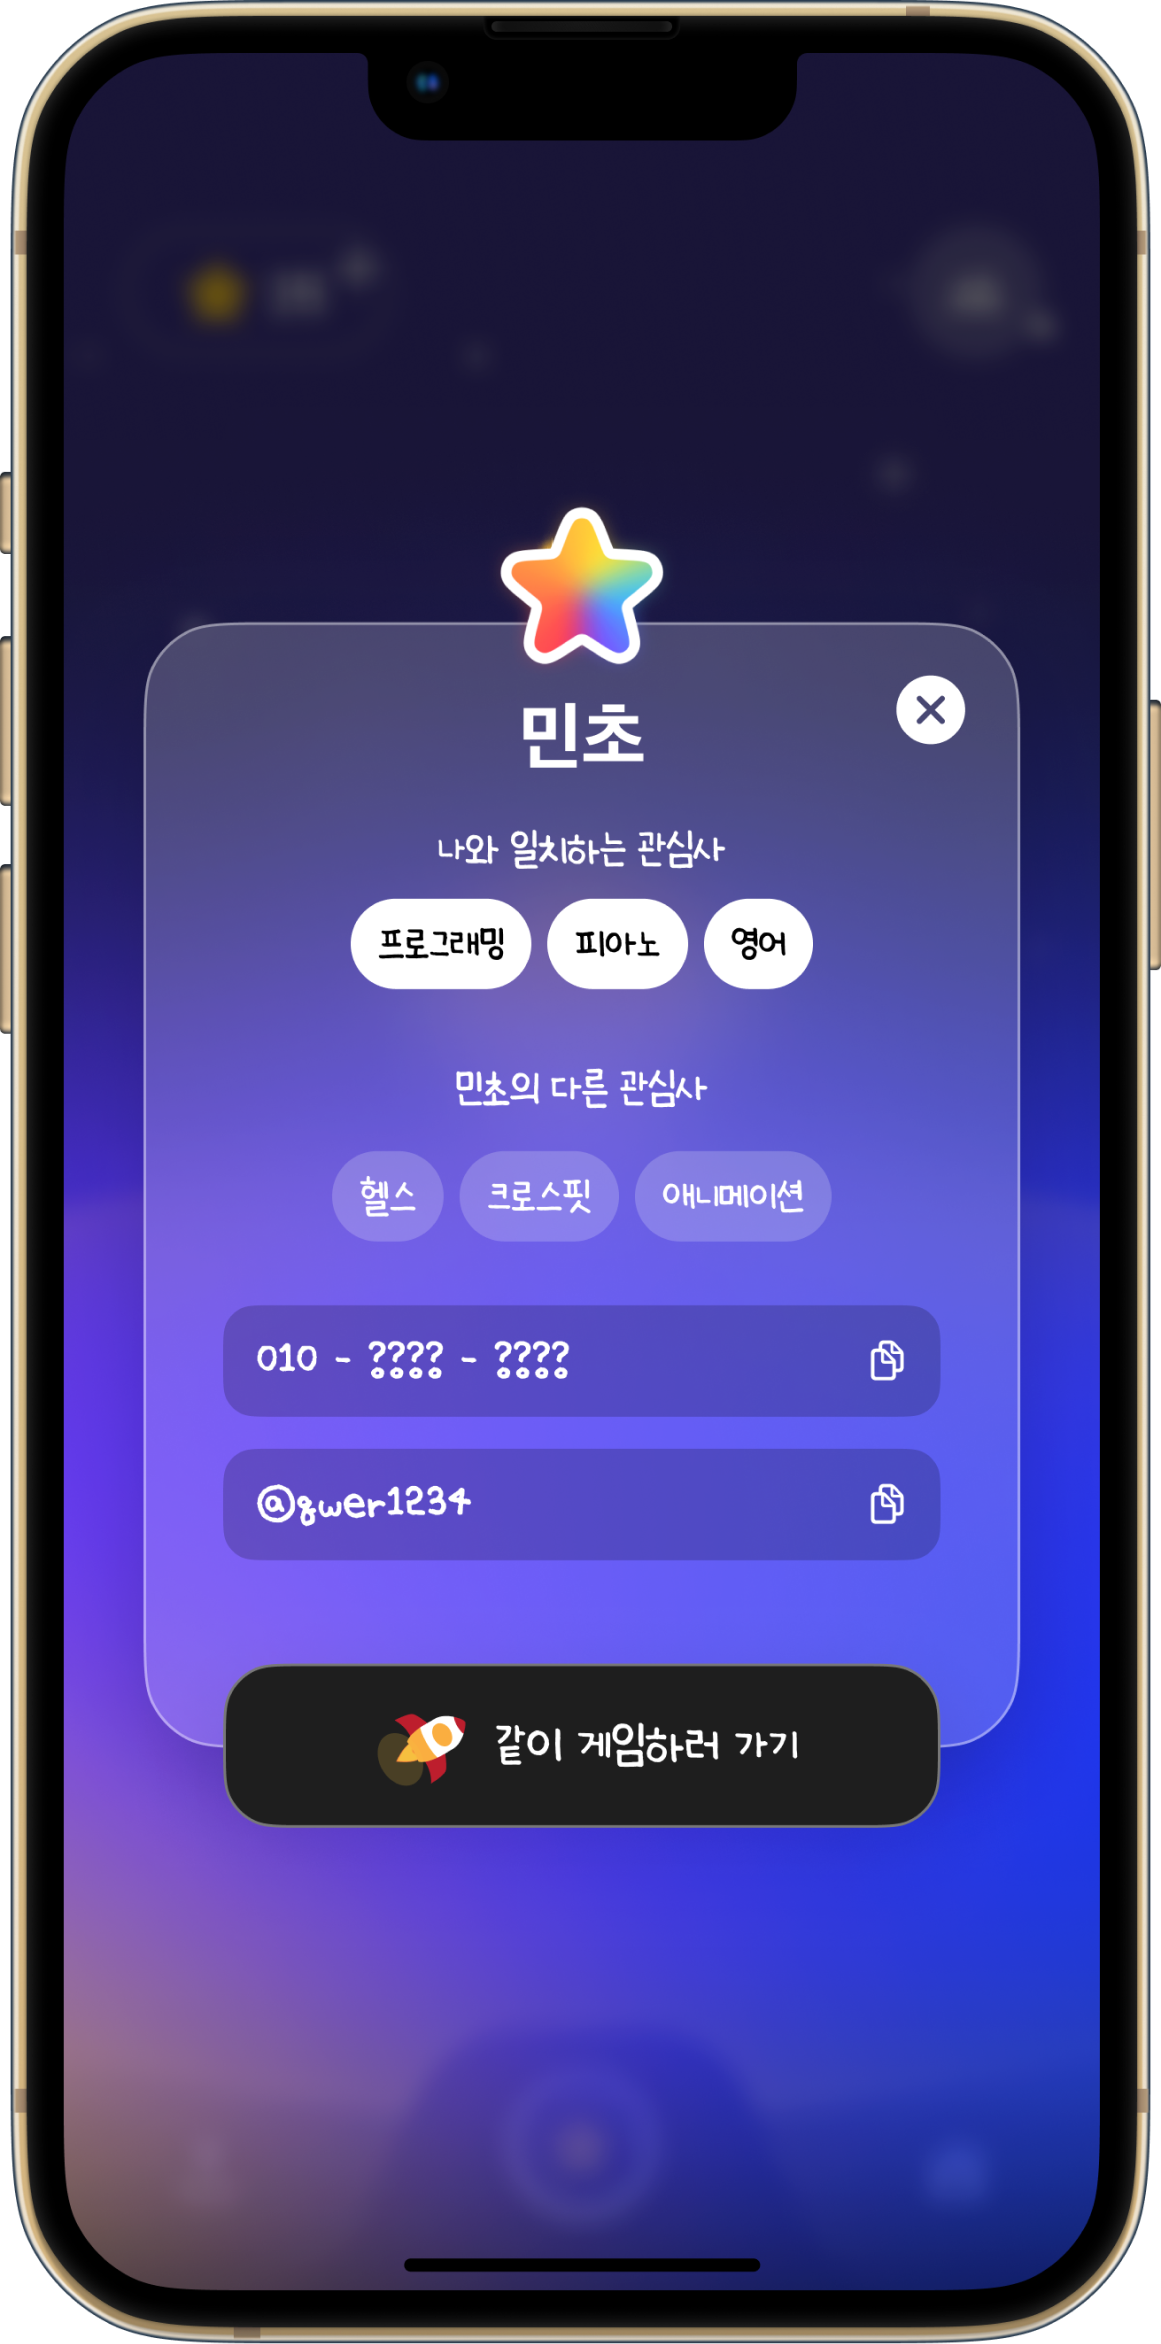 민초
나와 일치하는 관심사
프로그래밍 피아노 영어
민초의 다른 관심사
헬스 크로스핏 애니메이션
010 - ???? - ????
@qwer1234
같이 게임하러 가기